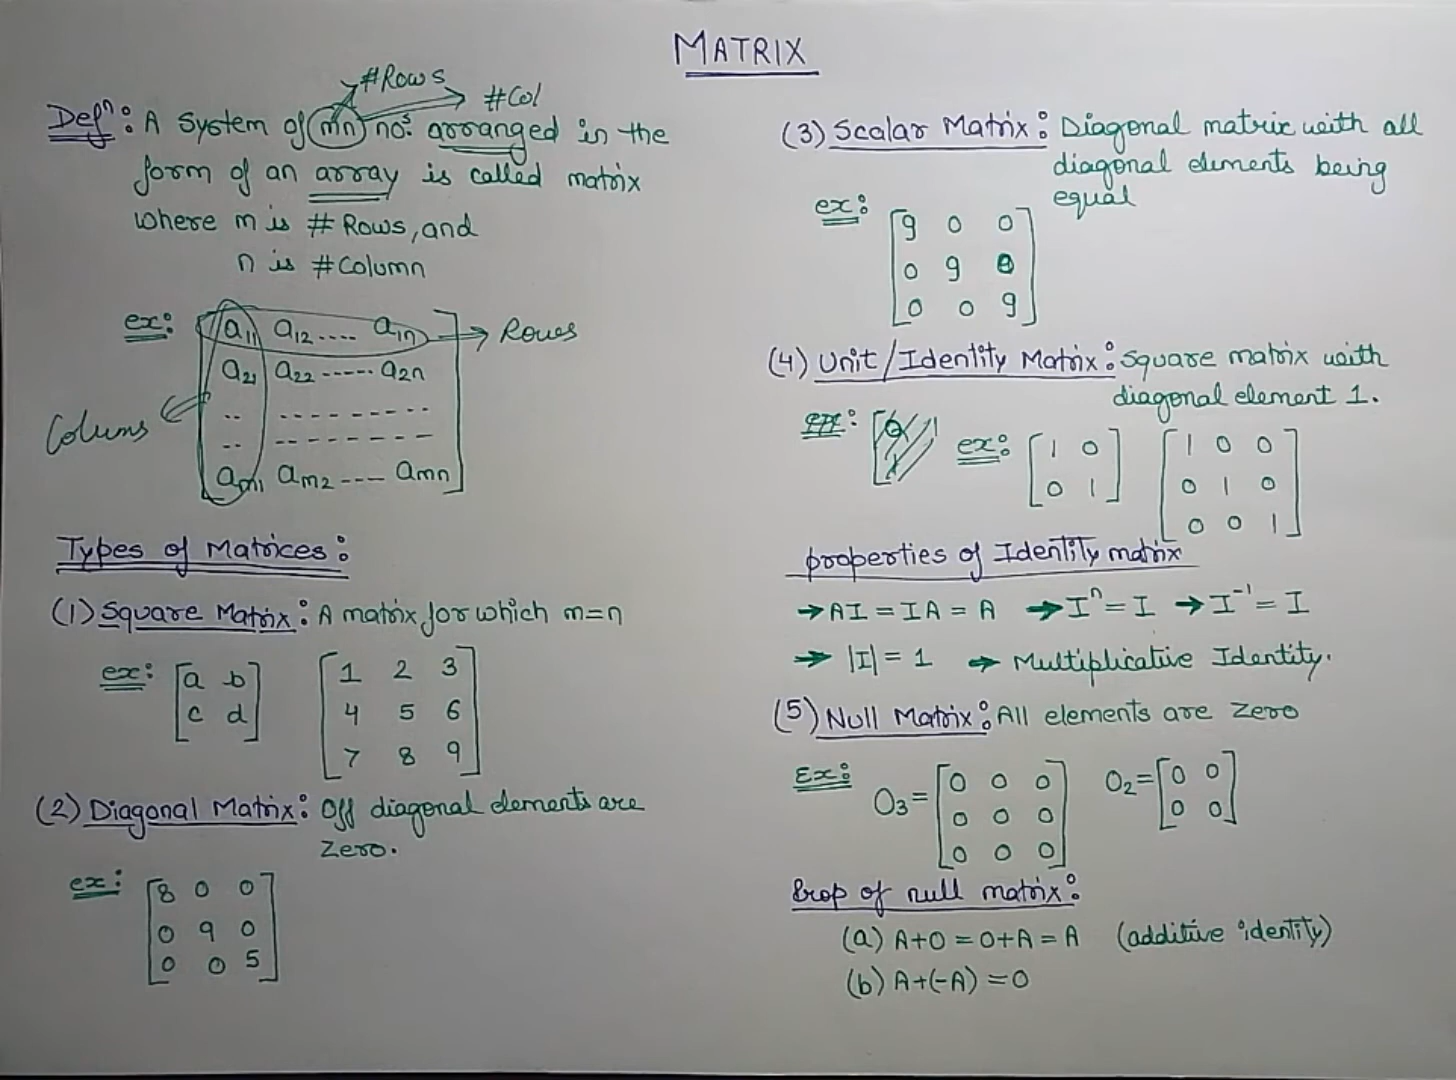 MATRIX
#Rows
#Col
Defⁿ: A System of mn no.s arranged in the
form of an array is called matrix
where m is # Rows, and
n is #Column
ex: [a11 a12 .... a1n] → Rows
a21 a22 ----- a2n
.. ---------
Colums
.. ---------
am1 am2 --- amn
Types of Matrices:
(1) Square Matrix: A matrix for which m=n
ex: [a b] [1 2 3]
c d 4 5 6
7 8 9
(2) Diagonal Matrix: Off diagonal elements are
Zero.
ex: [8 0 0]
0 9 0
0 0 5
(3) Scalar Matrix: Diagonal matrix with all
diagonal elements being
equal
ex: [9 0 0]
0 9 0
0 0 9
(4) Unit/Identity Matrix: Square matrix with
diagonal element 1.
ex: [1 0] [1 0 0]
0 1 0 1 0
0 0 1
properties of Identity matrix
→AI = IA = A →Iⁿ = I →I⁻¹ = I
→ |I| = 1 → Multiplicative Identity.
(5) Null Matrix: All elements are Zero
Ex: O3= [0 0 0] O2= [0 0]
0 0 0 0 0
0 0 0
Prop of null matrix:
(a) A+0 = 0+A = A (additive identity)
(b) A+(-A) = 0